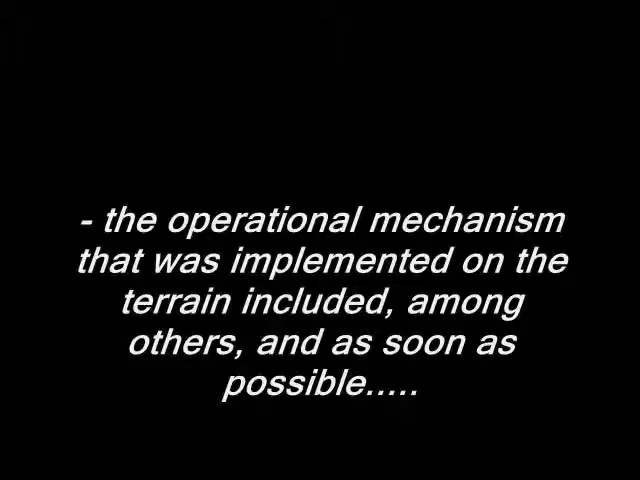 - the operational mechanism
that was implemented on the
terrain included, among
others, and as soon as
possible.....